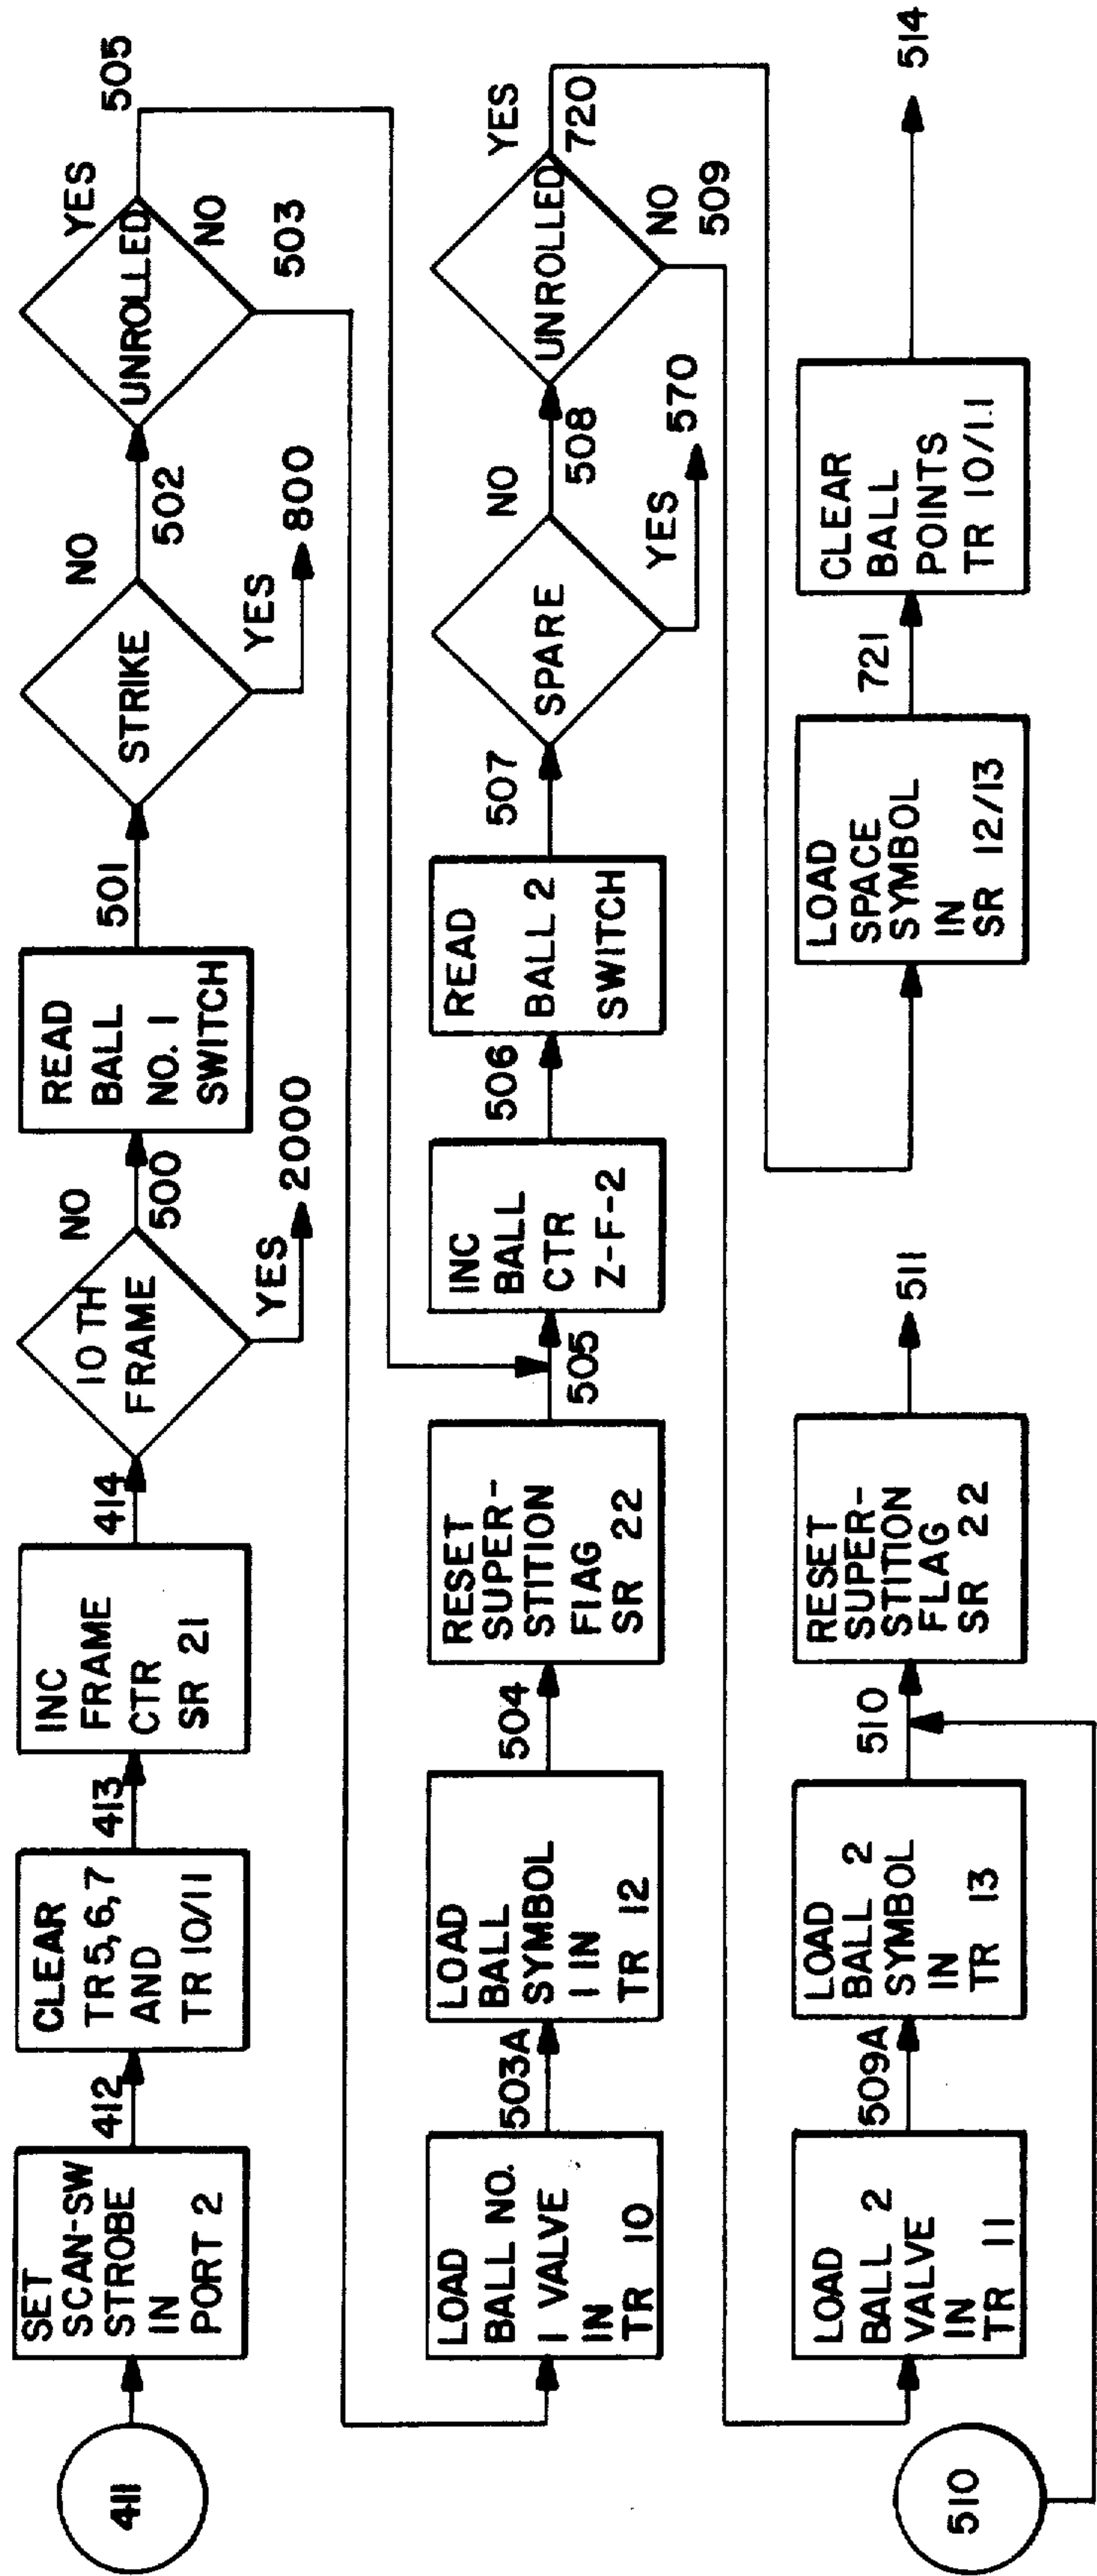 411
SET
SCAN-SW
STROBE
IN
PORT 2
412
CLEAR
TR 5, 6, 7
AND
TR 10/11
413
INC
FRAME
CTR
SR 21
414
10 TH
FRAME
NO
500
YES
2000
READ
BALL
NO. 1
SWITCH
501
STRIKE
NO
502
YES
800
UNROLLED
YES
505
NO
503
LOAD
BALL NO.
1 VALVE
IN
TR 10
503A
LOAD
BALL
SYMBOL
1 IN
TR 12
504
RESET
SUPER-
STITION
FIAG
SR 22
505
INC
BALL
CTR
Z-F-2
506
READ
BALL 2
SWITCH
507
SPARE
NO
508
YES
570
UNROLLED
YES
720
NO
509
LOAD
BALL 2
VALVE
IN
TR 11
509A
LOAD
BALL 2
SYMBOL
IN
TR 13
510
RESET
SUPER-
STITION
FLAG
SR 22
511
LOAD
SPACE
SYMBOL
IN
SR 12/13
721
CLEAR
BALL
POINTS
TR 10/1.1
514
510